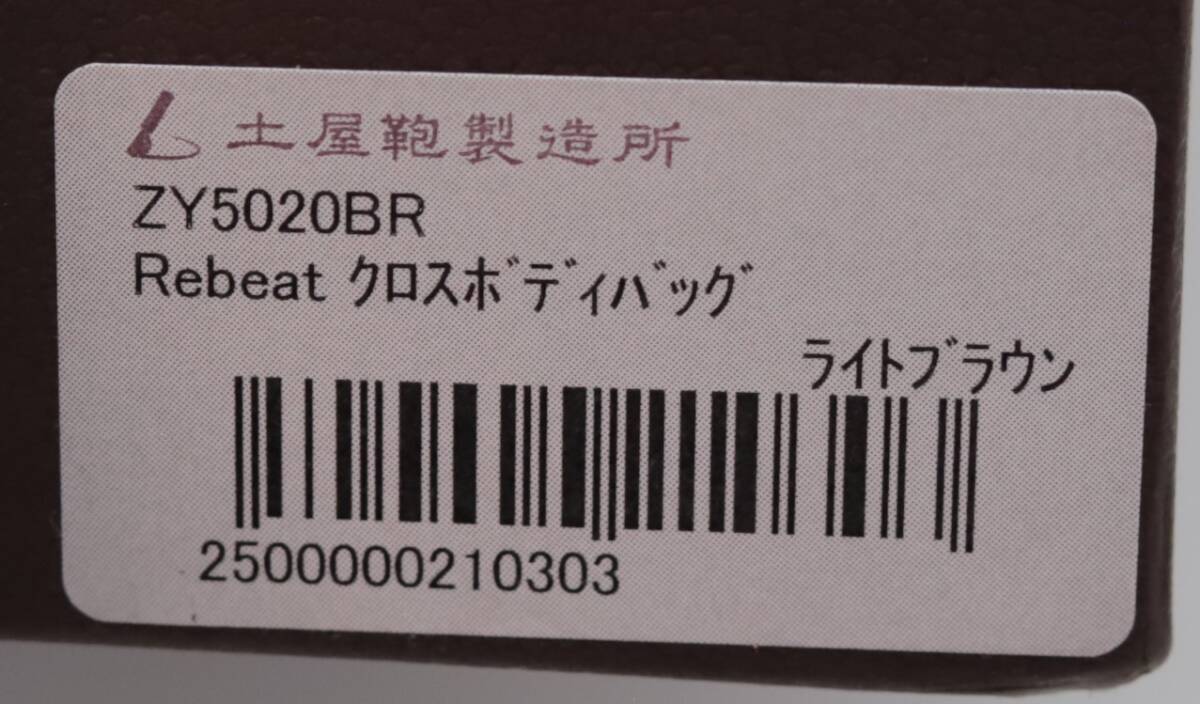 土屋鞄製造所
ZY5020BR
Rebeat ｸﾛｽﾎﾞﾃﾞｨﾊﾞｯｸﾞ
ﾗｲﾄﾌﾞﾗｳﾝ
2500000210303